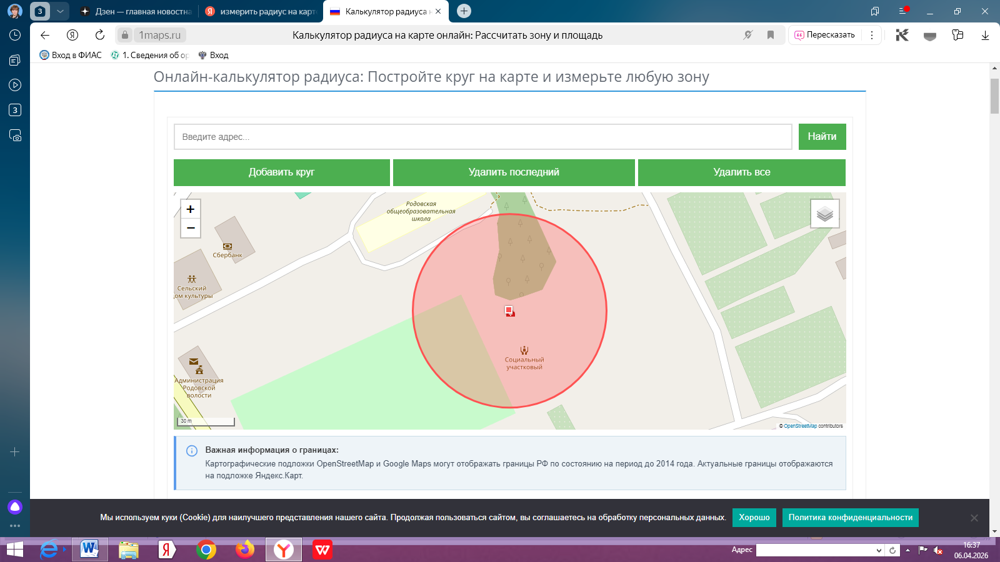 3
Дзен — главная новостна
измерить радиус на карт
Калькулятор радиуса н
1maps.ru
Калькулятор радиуса на карте онлайн: Рассчитать зону и площадь
Пересказать
Вход в ФИАС
1. Сведения об ор
Вход
3
Онлайн-калькулятор радиуса: Постройте круг на карте и измерьте любую зону
Введите адрес...
Найти
Добавить круг
Удалить последний
Удалить все
+
−
Родовская
общеобразовательная
школа
Сбербанк
Сельский
ом культуры
Социальный
участковый
Администрация
Родовской
волости
30 m
© OpenStreetMap contributors
Важная информация о границах:
Картографические подложки OpenStreetMap и Google Maps могут отображать границы РФ по состоянию на период до 2014 года. Актуальные границы отображаются
на подложке Яндекс.Карт.
Мы используем куки (Cookie) для наилучшего представления нашего сайта. Продолжая пользоваться сайтом, вы соглашаетесь на обработку персональных данных.
Хорошо
Политика конфиденциальности
Адрес
16:37
06.04.2026